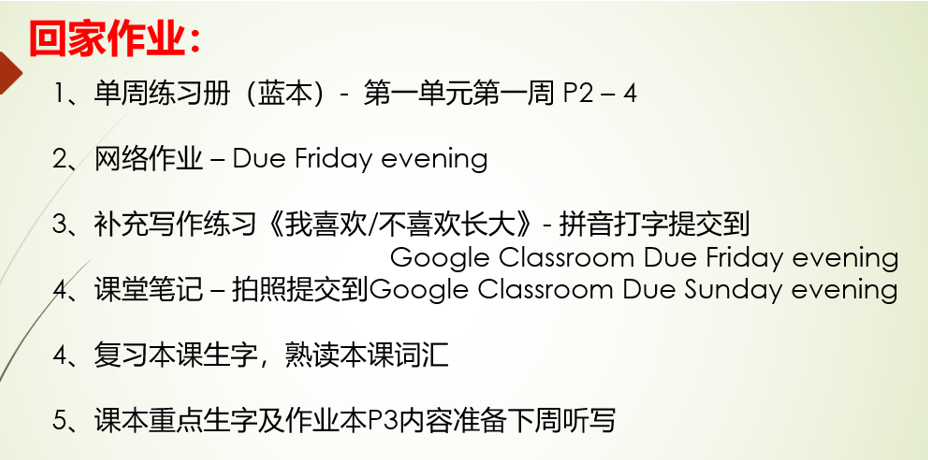 回家作业：
1、单周练习册（蓝本）- 第一单元第一周 P2 – 4
2、网络作业 – Due Friday evening
3、补充写作练习《我喜欢/不喜欢长大》- 拼音打字提交到
Google Classroom Due Friday evening
4、课堂笔记 – 拍照提交到Google Classroom Due Sunday evening
4、复习本课生字，熟读本课词汇
5、课本重点生字及作业本P3内容准备下周听写